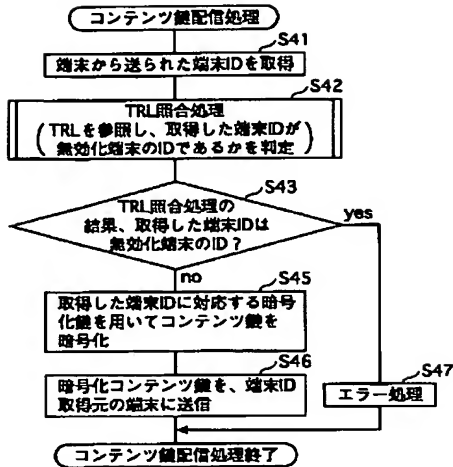 コンテンツ鍵配信処理
S41
端末から送られた端末IDを取得
S42
TRL照合処理
(TRLを参照し、取得した端末IDが
無効化端末のIDであるかを判定)
S43
TRL照合処理の
結果、取得した端末IDは
無効化端末のID?
yes
no
S45
取得した端末IDに対応する暗号
化鍵を用いてコンテンツ鍵を
暗号化
S46
暗号化コンテンツ鍵を、端末ID
取得元の端末に送信
S47
エラー処理
コンテンツ鍵配信処理終了